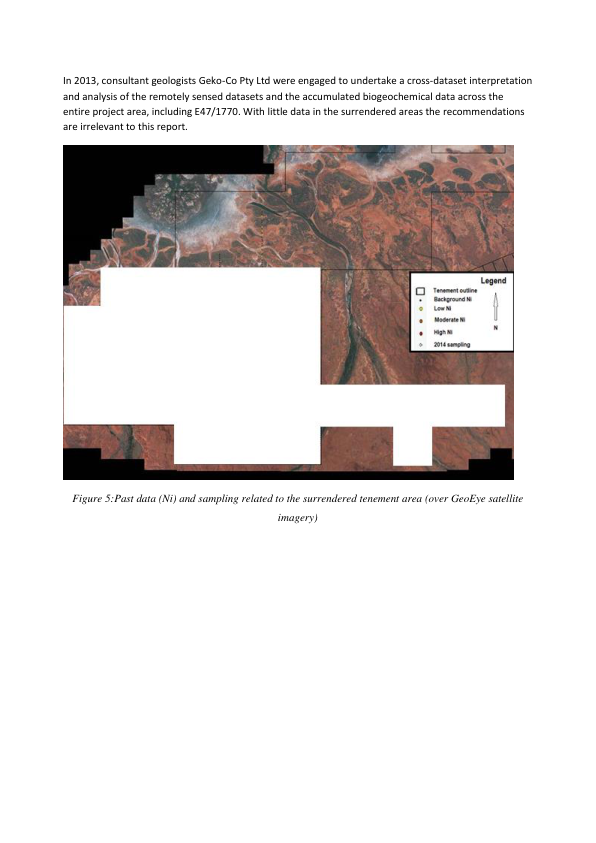 In 2013, consultant geologists Geko-Co Pty Ltd were engaged to undertake a cross-dataset interpretation
and analysis of the remotely sensed datasets and the accumulated biogeochemical data across the
entire project area, including E47/1770. With little data in the surrendered areas the recommendations
are irrelevant to this report.
Legend
Tenement outline
Background Ni
Low Ni
Moderate Ni
High Ni
2014 sampling
N
Figure 5:Past data (Ni) and sampling related to the surrendered tenement area (over GeoEye satellite
imagery)